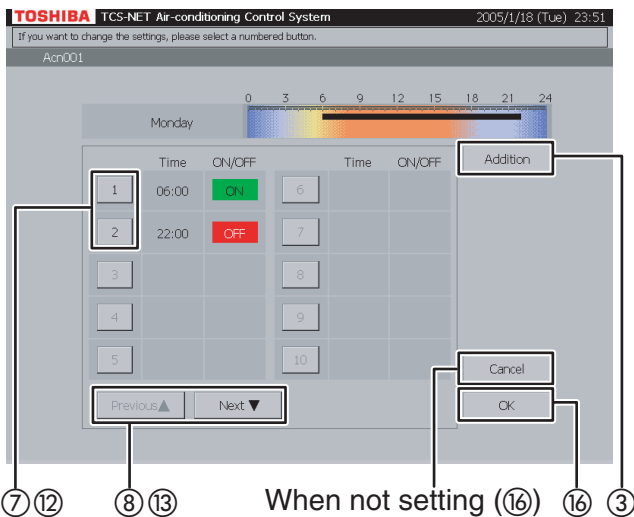 TOSHIBA TCS-NET Air-conditioning Control System 2005/1/18 (Tue) 23:51
If you want to change the settings, please select a numbered button.
Acn001
0 3 6 9 12 15 18 21 24
Monday
Time ON/OFF Time ON/OFF Addition
1 06:00 ON 6
2 22:00 OFF 7
3 8
4 9
5 10
Cancel
Previous▲ Next▼ OK
⑦⑫ ⑧⑬ When not setting (⑯) ⑯ ③